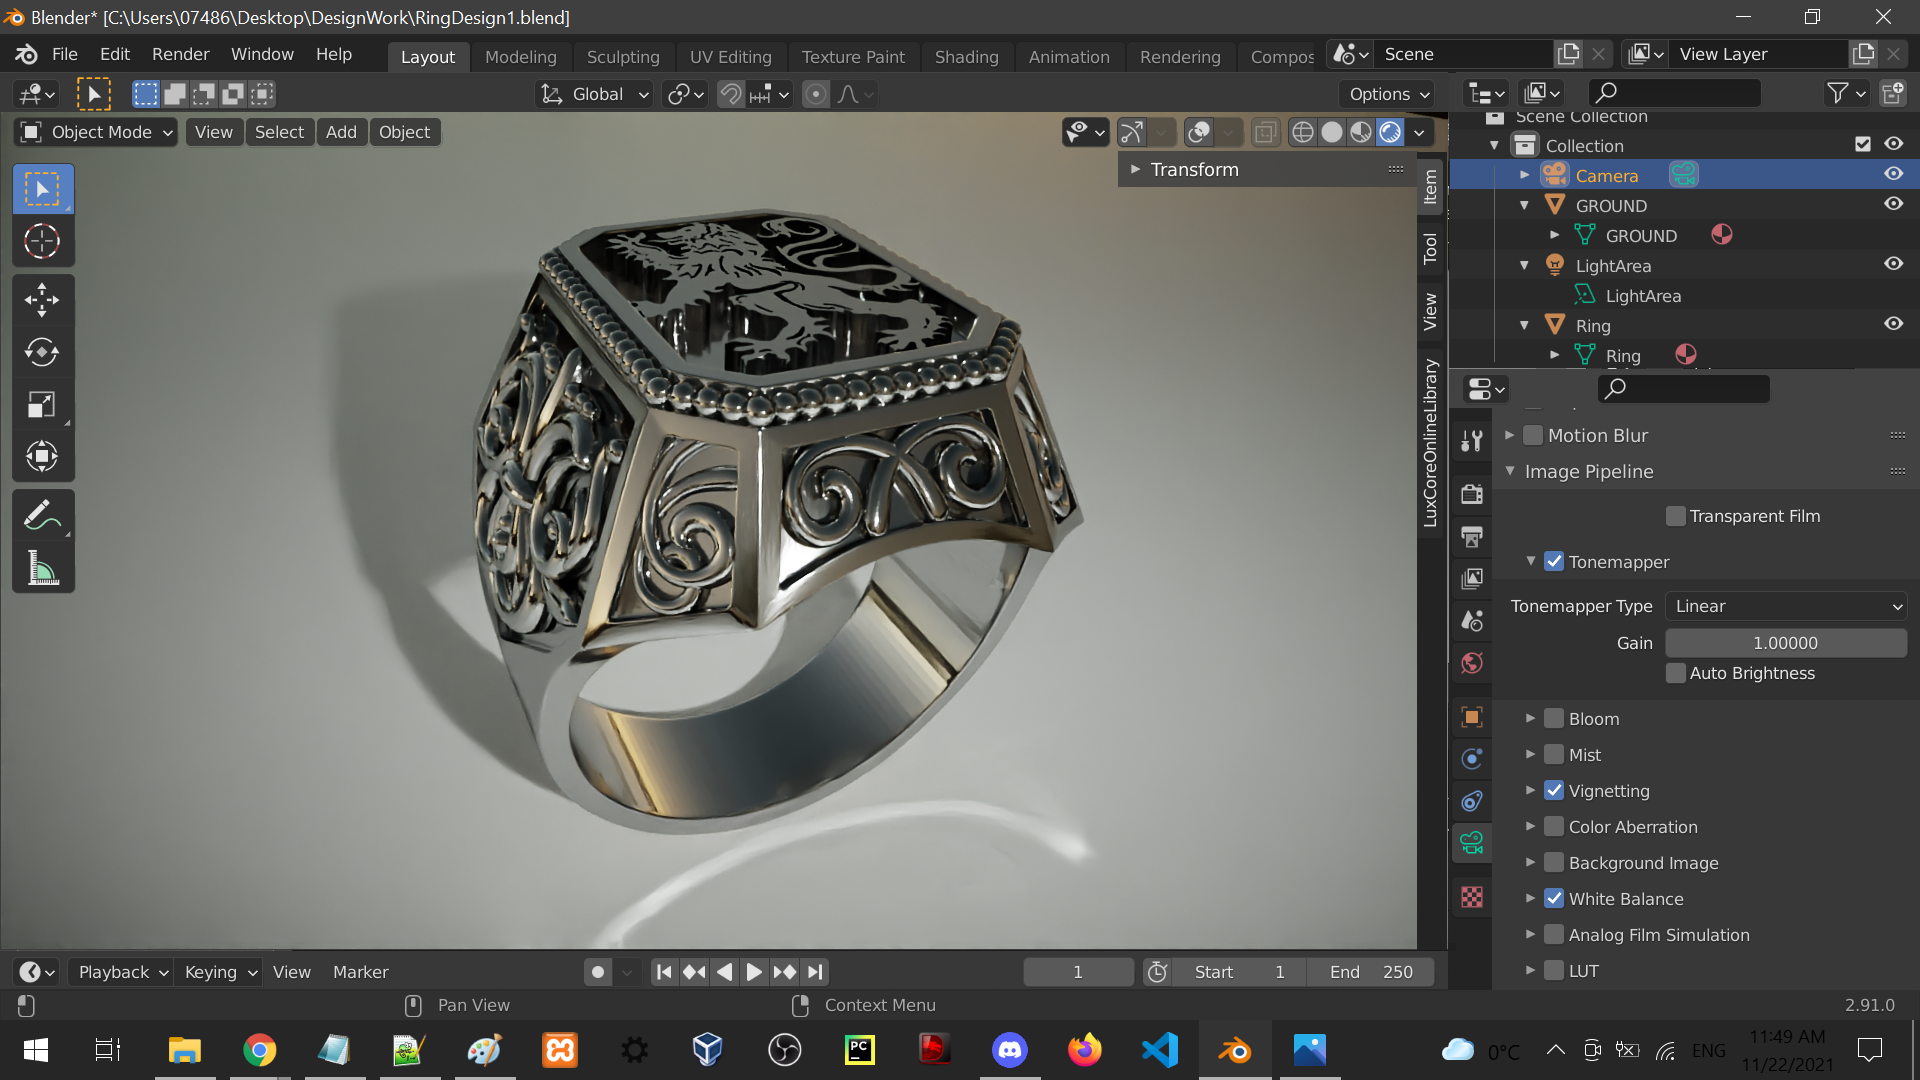 Blender* [C:\Users\07486\Desktop\DesignWork\RingDesign1.blend]
File Edit Render Window Help
Layout Modeling Sculpting UV Editing Texture Paint Shading Animation Rendering Compos
Scene
View Layer
Global
Options
Object Mode View Select Add Object
Transform
Item
Tool
View
LuxCoreOnlineLibrary
Scene Collection
Collection
Camera
GROUND
GROUND
LightArea
LightArea
Ring
Ring
Motion Blur
Image Pipeline
Transparent Film
Tonemapper
Tonemapper Type Linear
Gain 1.00000
Auto Brightness
Bloom
Mist
Vignetting
Color Aberration
Background Image
White Balance
Analog Film Simulation
LUT
Playback Keying View Marker
1
Start 1
End 250
Pan View
Context Menu
2.91.0
PC
0°C
ENG
11:49 AM
11/22/2021